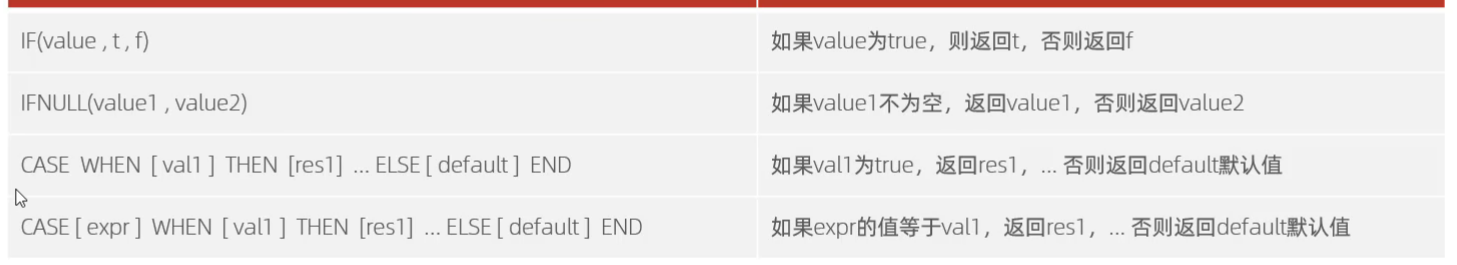 IF(value , t , f)
如果value为true，则返回t，否则返回f
IFNULL(value1 , value2)
如果value1不为空，返回value1，否则返回value2
CASE WHEN [ val1 ] THEN [res1] ... ELSE [ default ] END
如果val1为true，返回res1，... 否则返回default默认值
CASE [ expr ] WHEN [ val1 ] THEN [res1] ... ELSE [ default ] END
如果expr的值等于val1，返回res1，... 否则返回default默认值